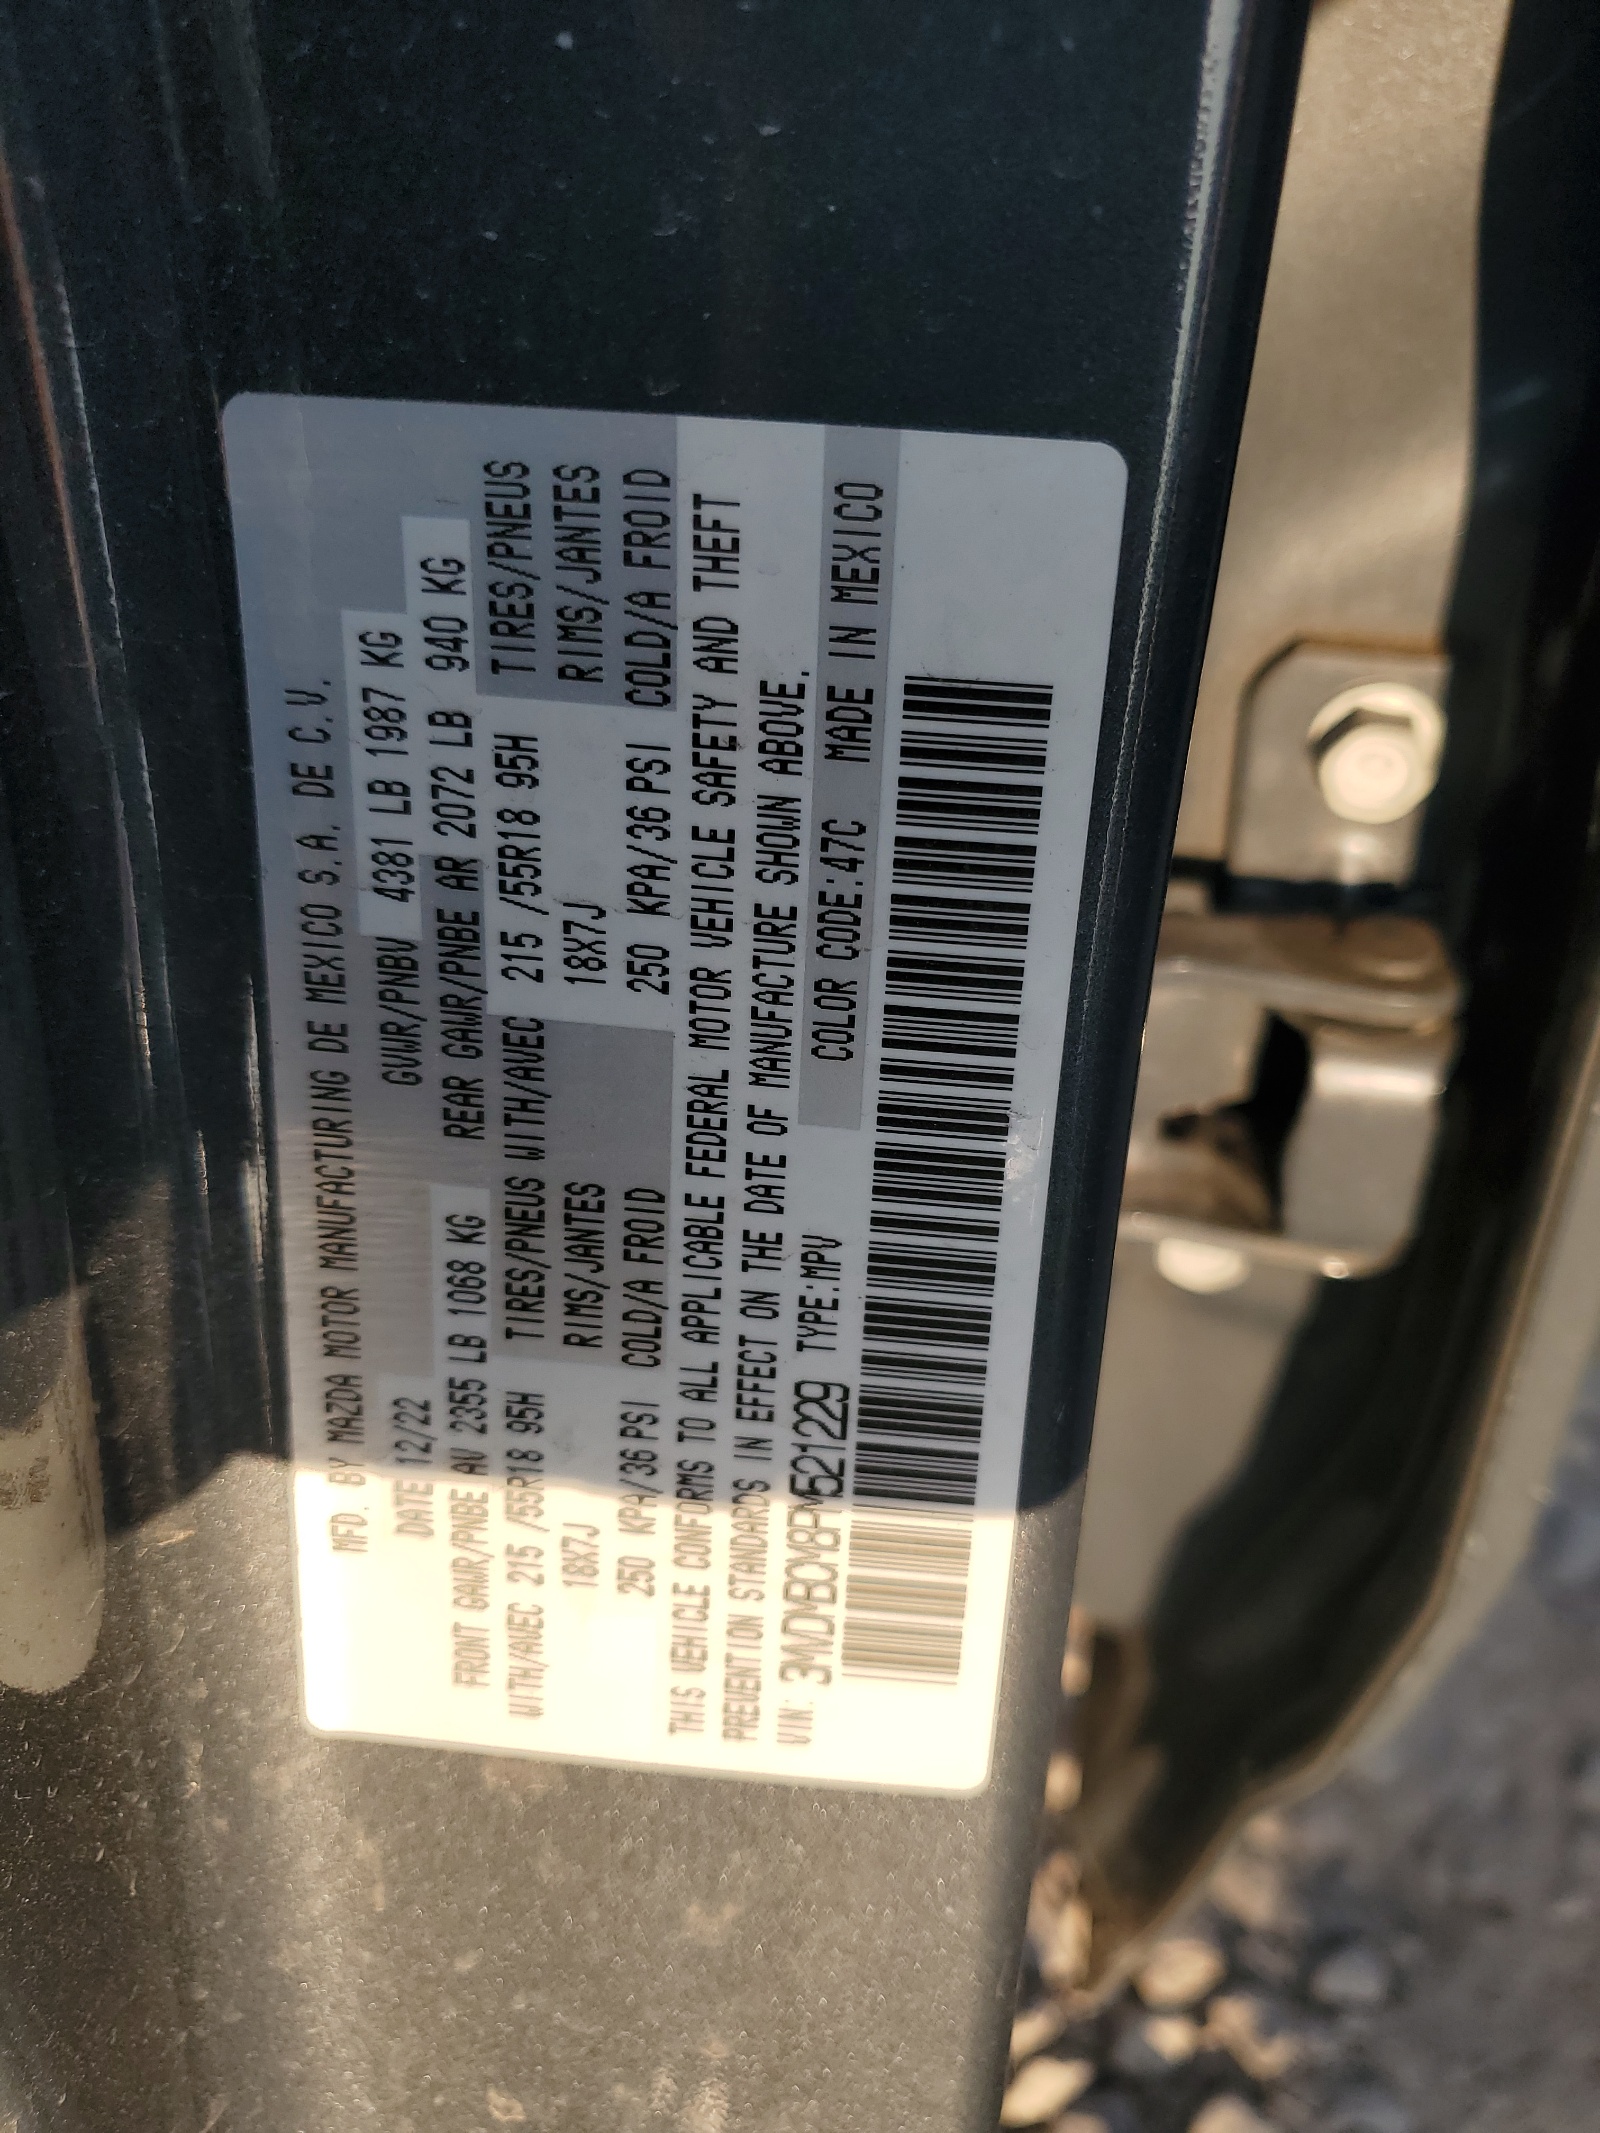 MFD. BY MAZDA MOTOR MANUFACTURING DE MEXICO S.A. DE C.V.
DATE 12/22 GVWR/PNBV 4381 LB 1987 KG
FRONT GAWR/PNBE AV 2355 LB 1068 KG REAR GAWR/PNBE AR 2072 LB 940 KG
WITH/AVEC 215 /55R18 95H TIRES/PNEUS WITH/AVEC 215 /55R18 95H TIRES/PNEUS
18X7J RIMS/JANTES 18X7J RIMS/JANTES
250 KPA/36 PSI COLD/A FROID 250 KPA/36 PSI COLD/A FROID
THIS VEHICLE CONFORMS TO ALL APPLICABLE FEDERAL MOTOR VEHICLE SAFETY AND THEFT
PREVENTION STANDARDS IN EFFECT ON THE DATE OF MANUFACTURE SHOWN ABOVE.
VIN: 3MVDMBCM8PM521229 TYPE:MPV COLOR CODE:47C MADE IN MEXICO